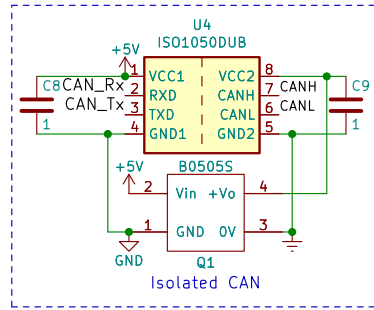 U4
ISO1050DUB
+5V
C8
CAN_Rx
1
VCC1
VCC2
8
C9
2
RXD
CANH
7
CANH
CAN_Tx
3
TXD
CANL
6
CANL
1
4
GND1
GND2
5
1
+5V
B0505S
2
Vin
+Vo
4
1
GND
0V
3
GND
Q1
Isolated CAN